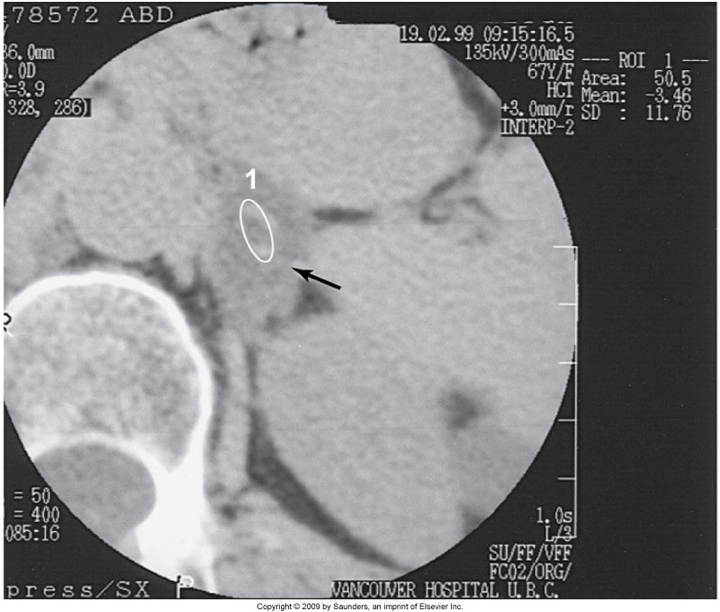 478572 ABD
19.02.99 09:15:16.5
135kV/300mAs
67Y/F
HCT
+3.0mm/r
INTERP-2
--- ROI 1 ---
Area: 50.5
Mean: -3.46
SD : 11.76
/
36.0mm
0.0D
R=3.9
328, 286)
1
= 50
= 400
085:16
press/SX P
1.0s
L/3
SU/FF/VFF
FC02/ORG/
VANCOUVER HOSPITAL U.B.C.
Copyright © 2009 by Saunders, an imprint of Elsevier Inc.